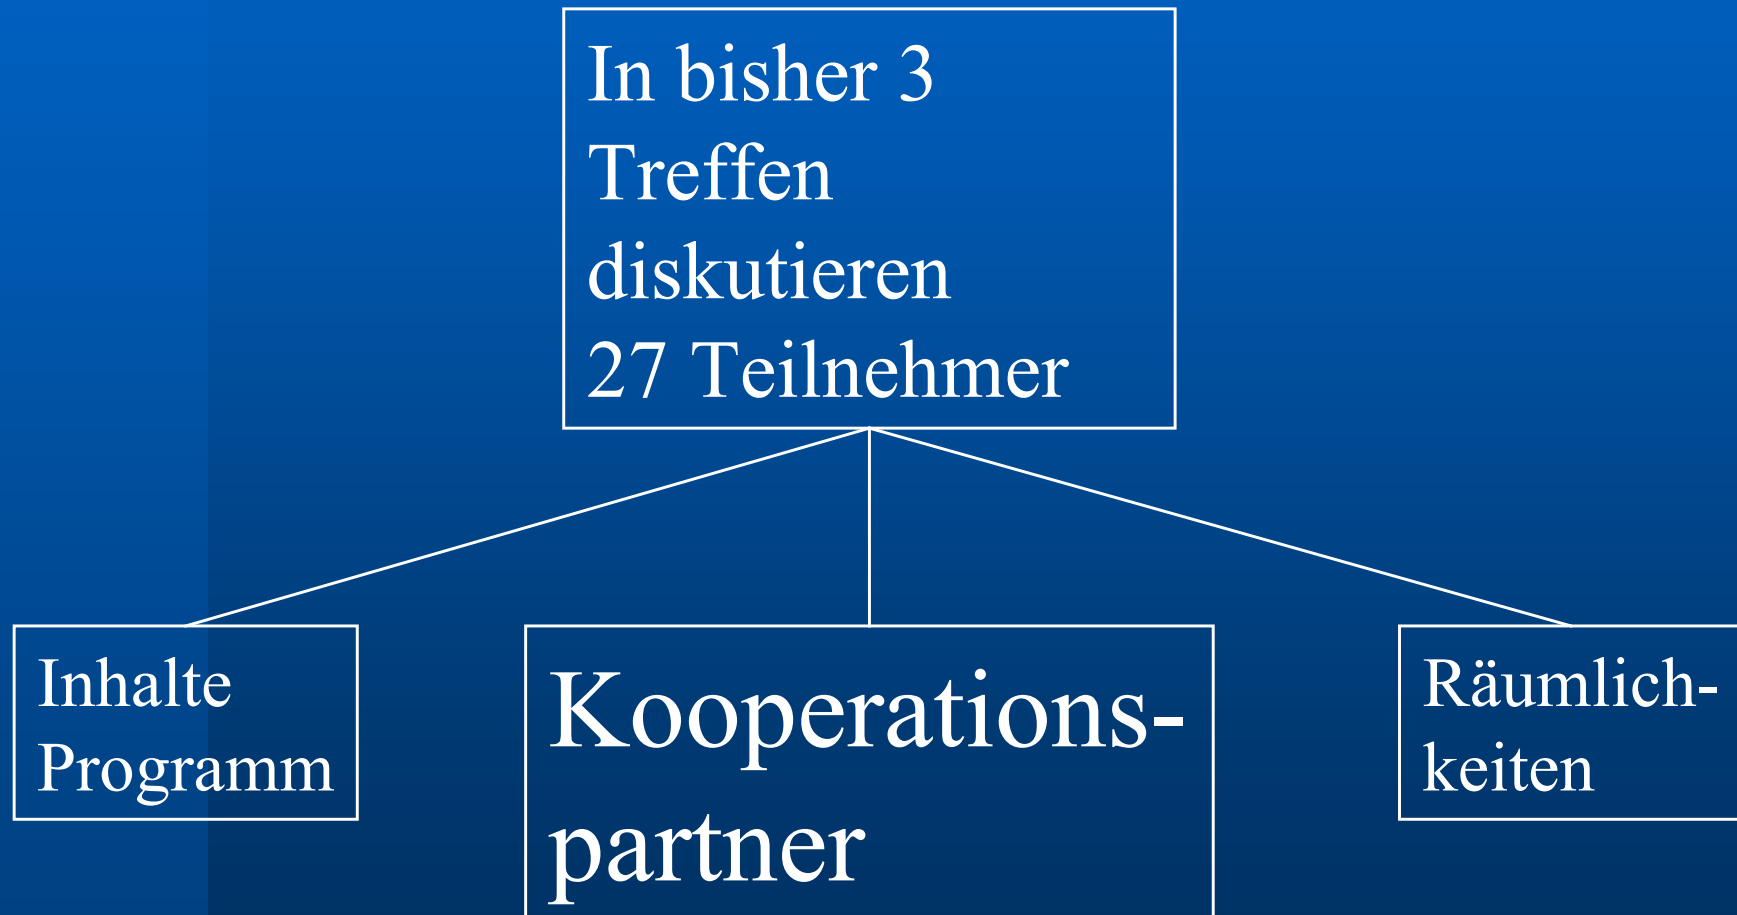 In bisher 3
Treffen
diskutieren
27 Teilnehmer
Inhalte
Programm
Kooperations-
partner
Räumlich-
keiten